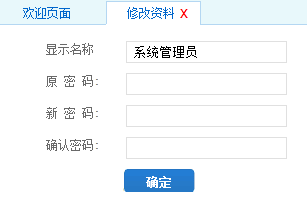 欢迎页面 修改资料 X
显示名称 系统管理员
原 密 码：
新 密 码：
确认密码：
确定